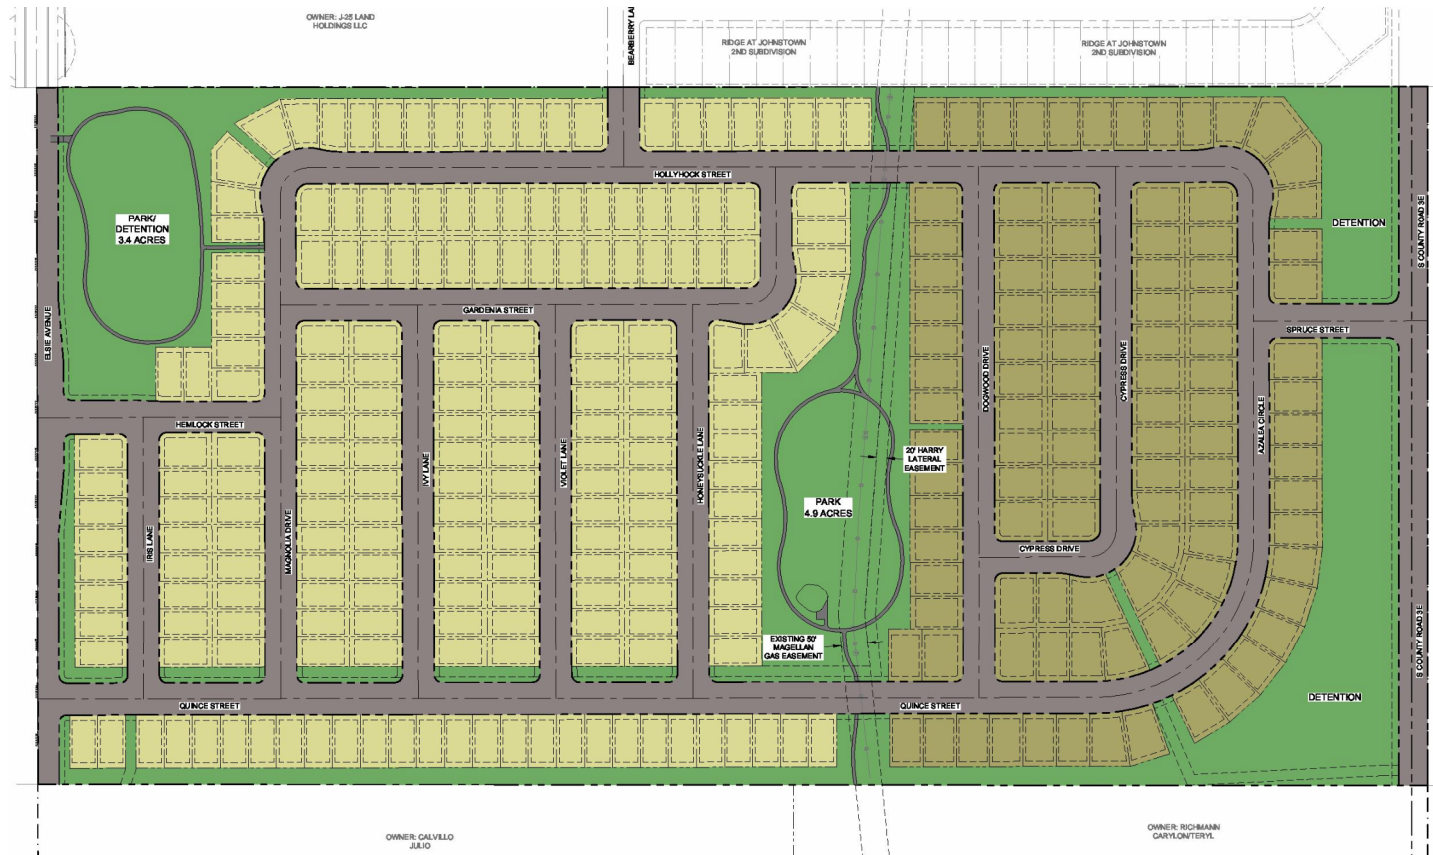 OWNER: J-25 LAND
HOLDINGS LLC
BEARBERRY LA
RIDGE AT JOHNSTOWN
2ND SUBDIVISION
RIDGE AT JOHNSTOWN
2ND SUBDIVISION
HOLLYHOCK STREET
PARK/
DETENTION
3.4 ACRES
DETENTION
S COUNTY ROAD 3E
ELSIE AVENUE
GARDENIA STREET
SPRUCE STREET
DOGWOOD DRIVE
CYPRESS DRIVE
AZALEA CIRCLE
HEMLOCK STREET
IVY LANE
VIOLET LANE
HONEYSUCKLE LANE
20' HARRY
LATERAL
EASEMENT
PARK
4.9 ACRES
IRIS LANE
MAGNOLIA DRIVE
CYPRESS DRIVE
S COUNTY ROAD 3E
EXISTING 50'
MAGELLAN
GAS EASEMENT
DETENTION
QUINCE STREET
QUINCE STREET
OWNER: CALVILLO
JULIO
OWNER: RICHMANN
CARYLON/TERYL